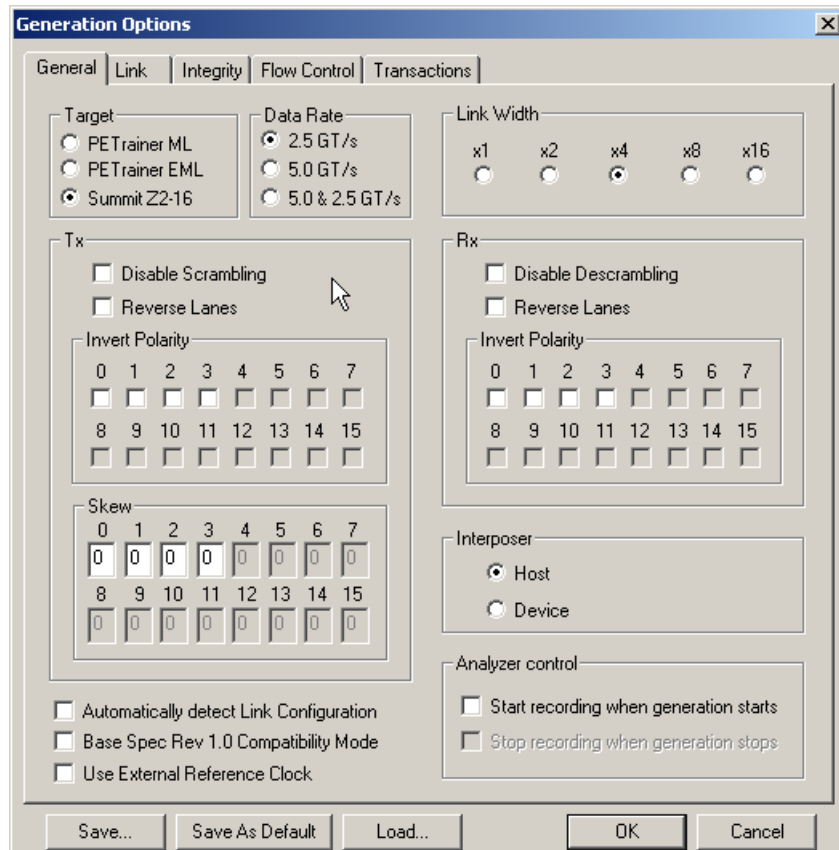 Generation Options
General Link Integrity Flow Control Transactions
Target
PETrainer ML
PETrainer EML
Summit Z2-16
Data Rate
2.5 GT/s
5.0 GT/s
5.0 & 2.5 GT/s
Link Width
x1 x2 x4 x8 x16
Tx
Disable Scrambling
Reverse Lanes
Invert Polarity
0 1 2 3 4 5 6 7
8 9 10 11 12 13 14 15
Skew
0 1 2 3 4 5 6 7
0 0 0 0 0 0 0 0
8 9 10 11 12 13 14 15
0 0 0 0 0 0 0 0
Rx
Disable Descrambling
Reverse Lanes
Invert Polarity
0 1 2 3 4 5 6 7
8 9 10 11 12 13 14 15
Interposer
Host
Device
Automatically detect Link Configuration
Base Spec Rev 1.0 Compatibility Mode
Use External Reference Clock
Analyzer control
Start recording when generation starts
Stop recording when generation stops
Save... Save As Default Load... OK Cancel